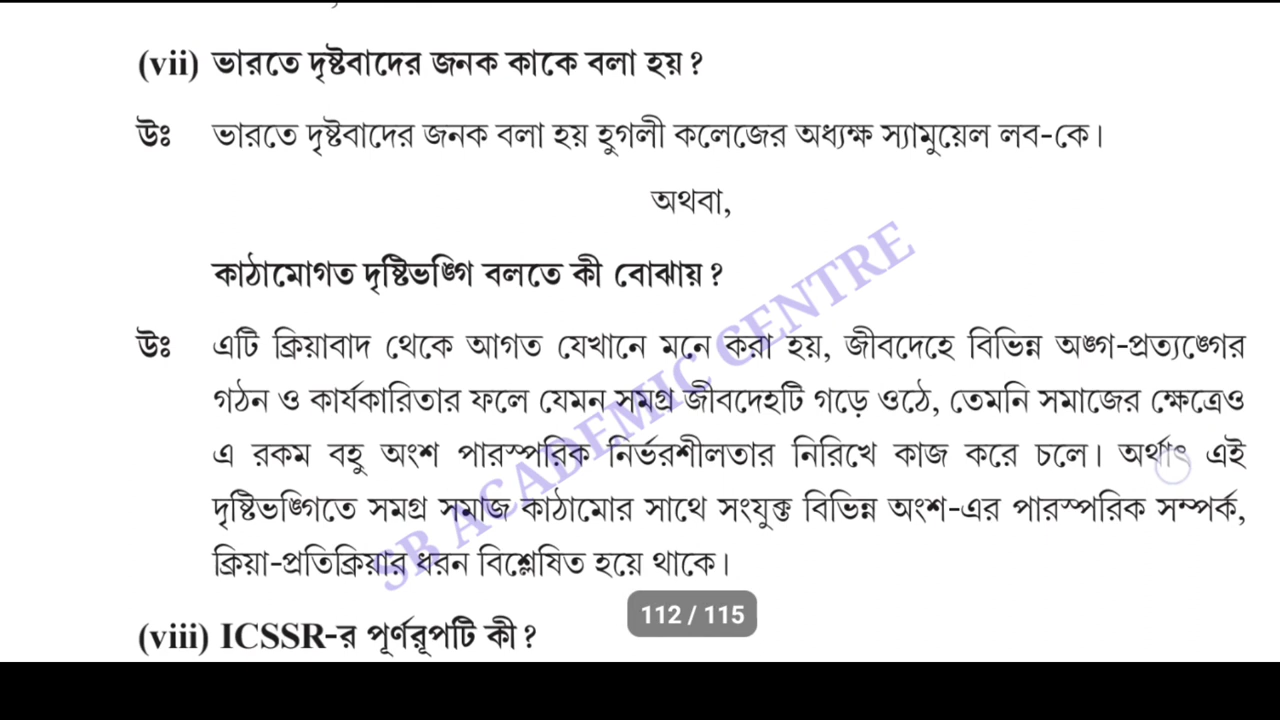 (vii) ভারতে দৃষ্টবাদের জনক কাকে বলা হয় ?
উঃ ভারতে দৃষ্টবাদের জনক বলা হয় হুগলী কলেজের অধ্যক্ষ স্যামুয়েল লব-কে।
অথবা,
কাঠামোগত দৃষ্টিভঙ্গি বলতে কী বোঝায় ?
উঃ এটি ক্রিয়াবাদ থেকে আগত যেখানে মনে করা হয়, জীবদেহে বিভিন্ন অঙ্গ-প্রত্যঙ্গের
গঠন ও কার্যকারিতার ফলে যেমন সমগ্র জীবদেহটি গড়ে ওঠে, তেমনি সমাজের ক্ষেত্রেও
এ রকম বহু অংশ পারস্পরিক নির্ভরশীলতার নিরিখে কাজ করে চলে। অর্থাৎ এই
দৃষ্টিভঙ্গিতে সমগ্র সমাজ কাঠামোর সাথে সংযুক্ত বিভিন্ন অংশ-এর পারস্পরিক সম্পর্ক,
ক্রিয়া-প্রতিক্রিয়ার ধরন বিশ্লেষিত হয়ে থাকে।
SB ACADEMIC CENTRE
112 / 115
(viii) ICSSR-র পূর্ণরূপটি কী ?